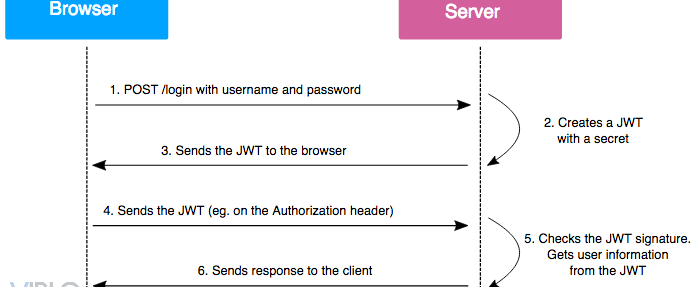 Browser
Server
1. POST /login with username and password
2. Creates a JWT
with a secret
3. Sends the JWT to the browser
4. Sends the JWT (eg. on the Authorization header)
5. Checks the JWT signature.
Gets user information
from the JWT
6. Sends response to the client